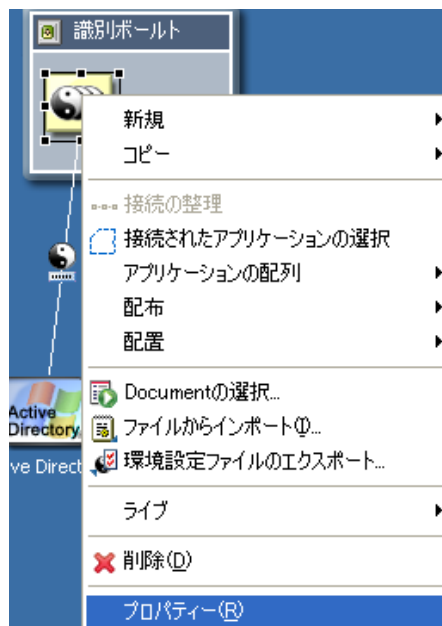 識別ボールト
新規
コピー
接続の整理
接続されたアプリケーションの選択
アプリケーションの配列
配布
配置
Active
Directory
Documentの選択...
ファイルからインポート(I)...
ve Direct
環境設定ファイルのエクスポート...
ライブ
削除(D)
プロパティー(R)